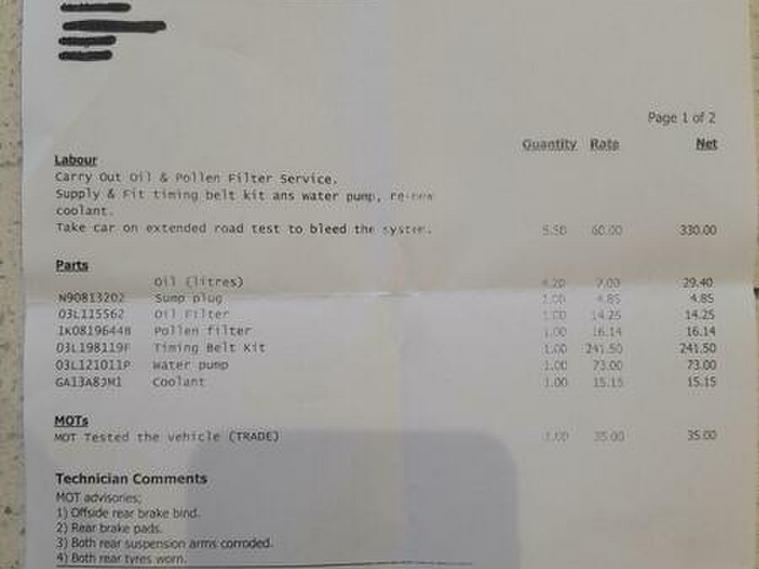 Page 1 of 2
Quantity Rate Net
Labour
Carry Out Oil & Pollen Filter Service.
Supply & Fit timing belt kit ans water pump, re-new
coolant.
Take car on extended road test to bleed the system. 5.50 60.00 330.00
Parts
Oil (litres) 4.20 7.00 29.40
N90813202 Sump plug 1.00 4.85 4.85
03L115562 Oil Filter 1.00 14.25 14.25
1K0819644B Pollen filter 1.00 16.14 16.14
03L198119F Timing Belt Kit 1.00 241.50 241.50
03L121011P Water pump 1.00 73.00 73.00
GA13A8JM1 Coolant 1.00 15.15 15.15
MOTs
MOT Tested the vehicle (TRADE) 1.00 35.00 35.00
Technician Comments
MOT advisories;
1) Offside rear brake bind.
2) Rear brake pads.
3) Both rear suspension arms corroded.
4) Both rear tyres worn.